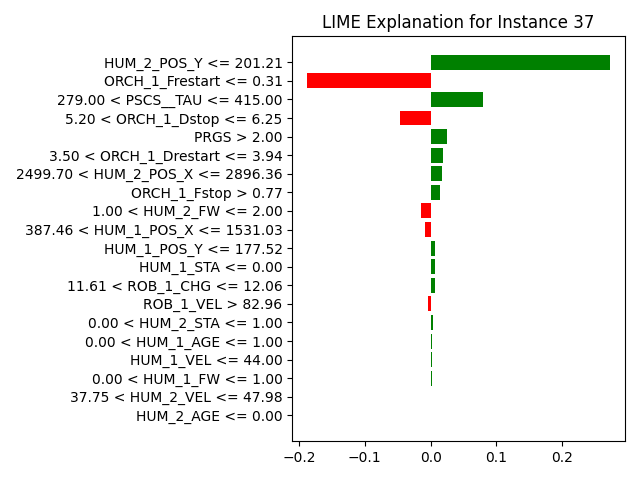 LIME Explanation for Instance 37
HUM_2_POS_Y <= 201.21
ORCH_1_Frestart <= 0.31
279.00 < PSCS__TAU <= 415.00
5.20 < ORCH_1_Dstop <= 6.25
PRGS > 2.00
3.50 < ORCH_1_Drestart <= 3.94
2499.70 < HUM_2_POS_X <= 2896.36
ORCH_1_Fstop > 0.77
1.00 < HUM_2_FW <= 2.00
387.46 < HUM_1_POS_X <= 1531.03
HUM_1_POS_Y <= 177.52
HUM_1_STA <= 0.00
11.61 < ROB_1_CHG <= 12.06
ROB_1_VEL > 82.96
0.00 < HUM_2_STA <= 1.00
0.00 < HUM_1_AGE <= 1.00
HUM_1_VEL <= 44.00
0.00 < HUM_1_FW <= 1.00
37.75 < HUM_2_VEL <= 47.98
HUM_2_AGE <= 0.00
−0.2 −0.1 0.0 0.1 0.2